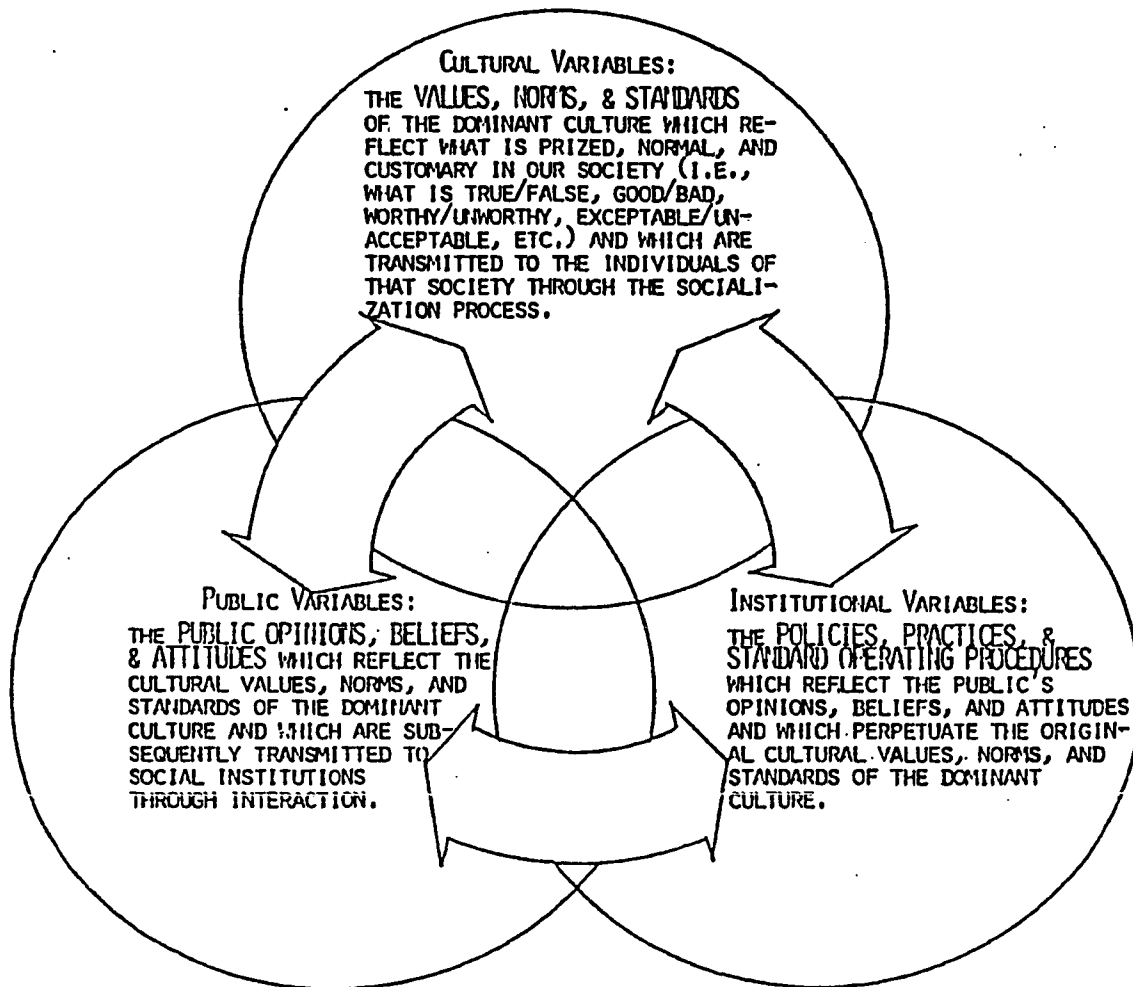 CULTURAL VARIABLES:
THE VALUES, NORMS, & STANDARDS
OF THE DOMINANT CULTURE WHICH RE-
FLECT WHAT IS PRIZED, NORMAL, AND
CUSTOMARY IN OUR SOCIETY (I.E.,
WHAT IS TRUE/FALSE, GOOD/BAD,
WORTHY/UNWORTHY, EXCEPTABLE/UN-
ACCEPTABLE, ETC.) AND WHICH ARE
TRANSMITTED TO THE INDIVIDUALS OF
THAT SOCIETY THROUGH THE SOCIALI-
ZATION PROCESS.
PUBLIC VARIABLES:
THE PUBLIC OPINIONS, BELIEFS,
& ATTITUDES WHICH REFLECT THE
CULTURAL VALUES, NORMS, AND
STANDARDS OF THE DOMINANT
CULTURE AND WHICH ARE SUB-
SEQUENTLY TRANSMITTED TO
SOCIAL INSTITUTIONS
THROUGH INTERACTION.
INSTITUTIONAL VARIABLES:
THE POLICIES, PRACTICES, &
STANDARD OPERATING PROCEDURES
WHICH REFLECT THE PUBLIC'S
OPINIONS, BELIEFS, AND ATTITUDES
AND WHICH PERPETUATE THE ORIGIN-
AL CULTURAL VALUES, NORMS, AND
STANDARDS OF THE DOMINANT
CULTURE.